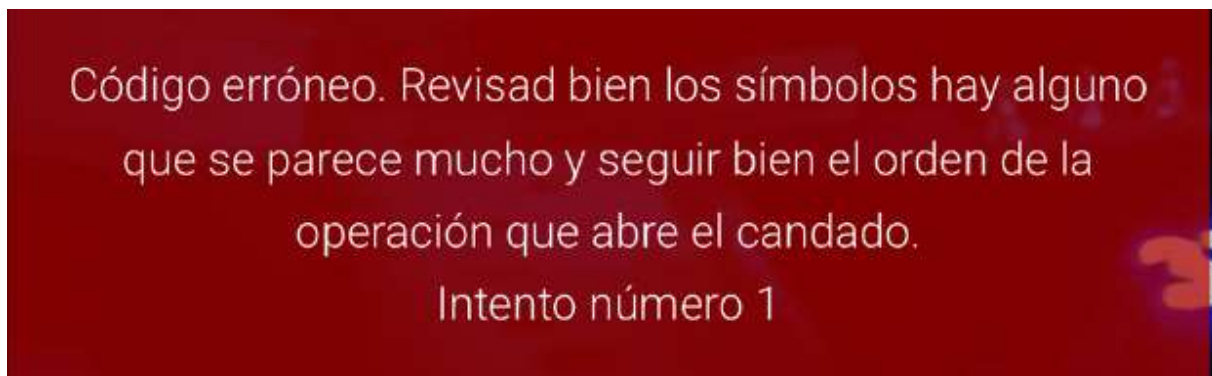 Código erróneo. Revisad bien los símbolos hay alguno
que se parece mucho y seguir bien el orden de la
operación que abre el candado.
Intento número 1